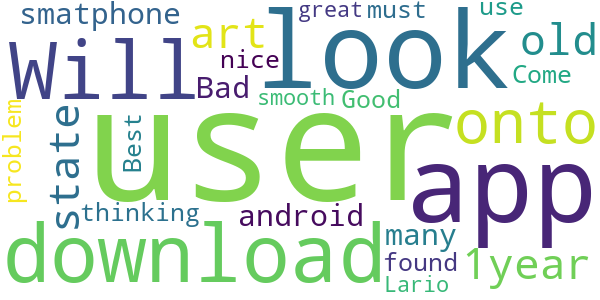 smatphone
great
must
use
Will
art
look
old
nice
Bad
Come
smooth
Good
problem
state
Best
user
onto
app
thinking
android
download
many
found
1year
Lario